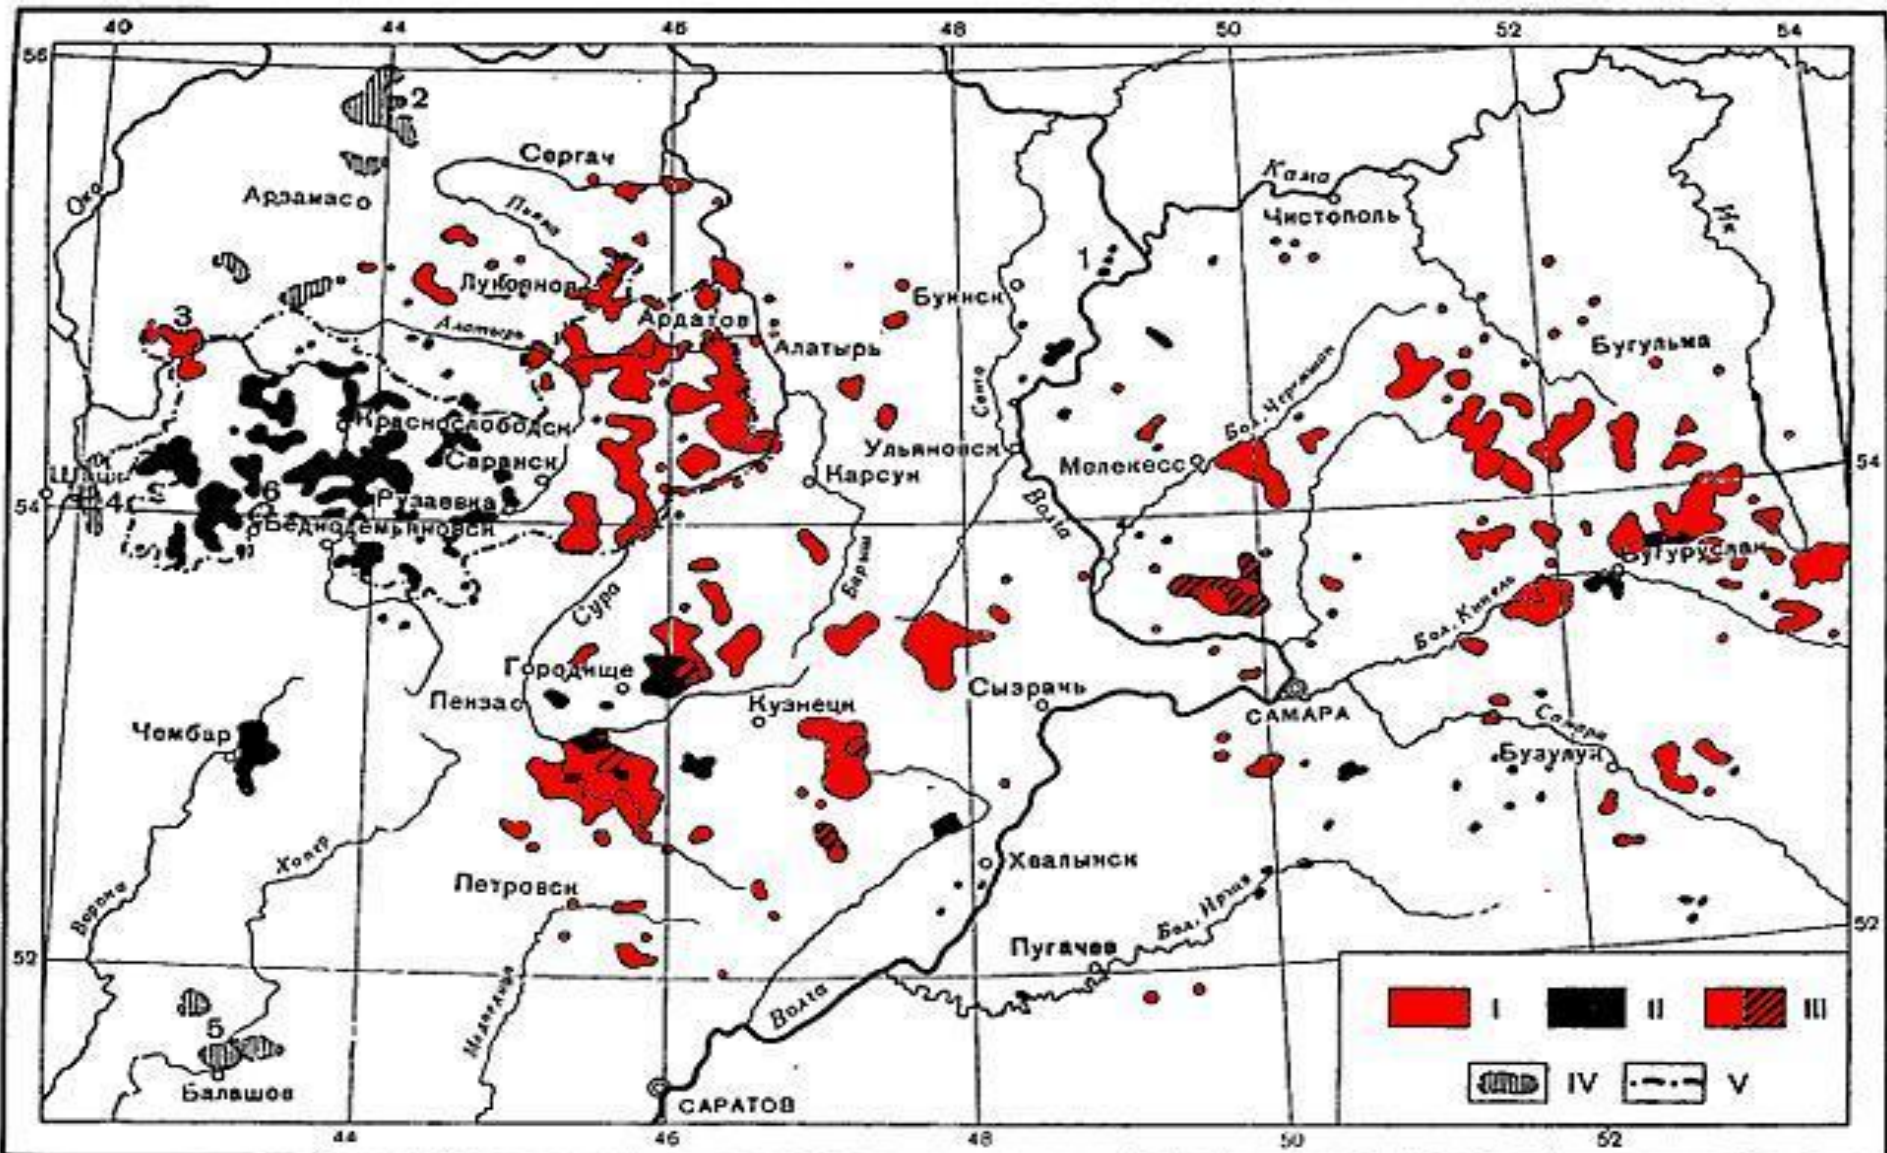 40 44 46 48 50 52 54
56
2
Сергач
Ока
Кама
Арзамас
Чистополь
Пьяна
Ик
1
Лукоянов
Буинск
3
Ардатов
Алатырь
Алатырь
Бугульма
Бол. Черемшан
Краснослободск
Ульяновск
Мелекесс
Саранск
Карсун
54
Шацк
4
6
Рузаевка
54
Беднодемьяновск
Волга
Бугуруслан
Сура
Барыш
Бол. Кинель
Городище
Пенза
Сызрань
Кузнецк
САМАРА
Самара
Чембар
Бузулук
Хопер
Хвалынск
Петровск
Ворона
Бол. Иргиз
52
Пугачев
52
Медведица
Волга
5
I II III
Балашов
IV V
САРАТОВ
44 46 48 50 52